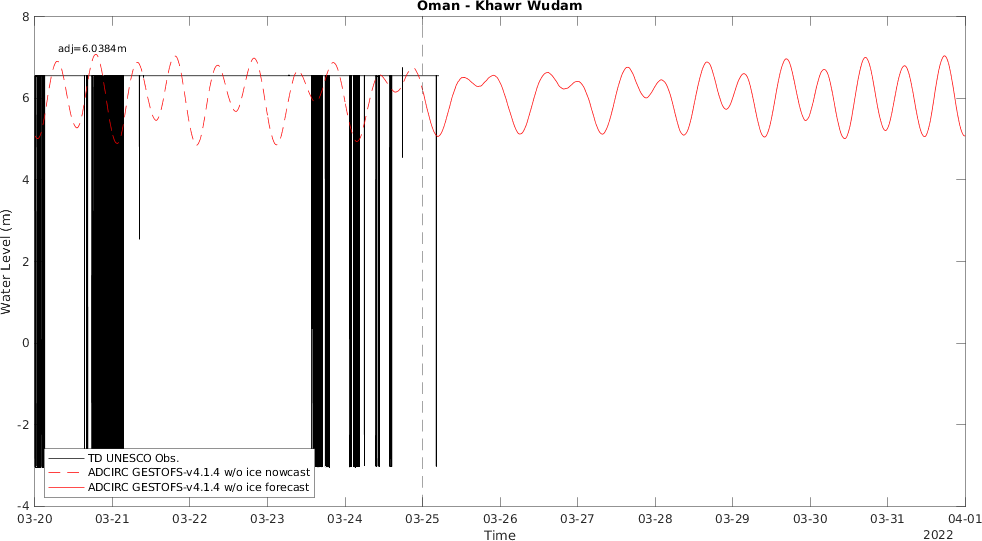 Oman - Khawr Wudam
8
adj=6.0384m
6
4
2
0
-2
-4
Water Level (m)
TD UNESCO Obs.
ADCIRC GESTOFS-v4.1.4 w/o ice nowcast
ADCIRC GESTOFS-v4.1.4 w/o ice forecast
03-20 03-21 03-22 03-23 03-24 03-25 03-26 03-27 03-28 03-29 03-30 03-31 04-01
Time
2022